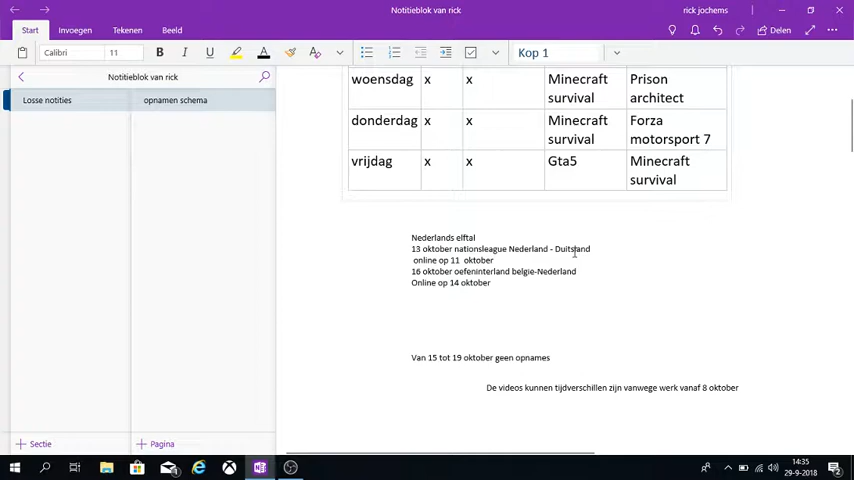 Notitieblok van rick
rick jochems
Start
Invoegen
Tekenen
Beeld
Delen
Calibri
11
B
I
U
A
A
Kop 1
Notitieblok van rick
Losse notities
opnamen schema
woensdag x x Minecraft survival Prison architect
donderdag x x Minecraft survival Forza motorsport 7
vrijdag x x Gta5 Minecraft survival
Nederlands elftal
13 oktober nationsleague Nederland - Duitsland
online op 11 oktober
16 oktober oefeninterland belgie-Nederland
Online op 14 oktober
Van 15 tot 19 oktober geen opnames
De videos kunnen tijdverschillen zijn vanwege werk vanaf 8 oktober
Sectie
Pagina
14:35
29-9-2018
2